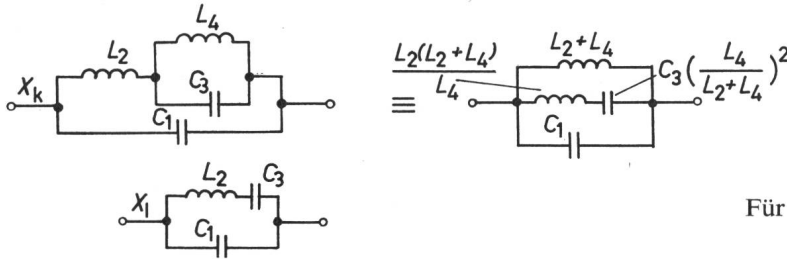 L₄
L₂
C₃
Xₖ
C₁
L₂(L₂+L₄)
L₄
≡
L₂+L₄
C₃(L₄/(L₂+L₄))²
C₁
L₂ C₃
Xₗ
C₁
Für